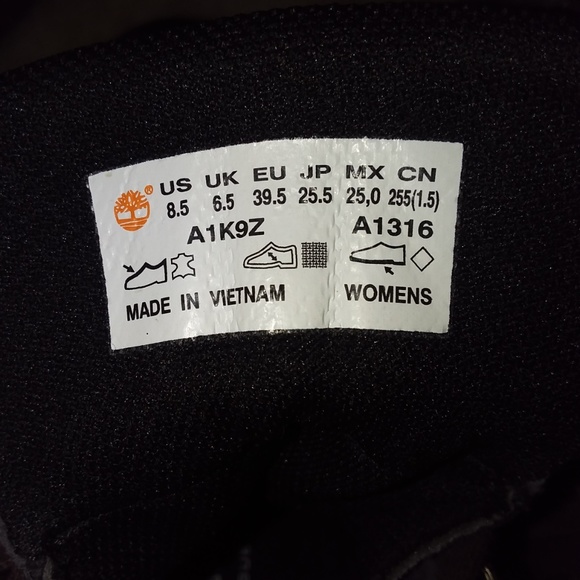 ® US UK EU JP MX CN
8.5 6.5 39.5 25.5 25,0 255(1.5)
A1K9Z A1316
MADE IN VIETNAM WOMENS